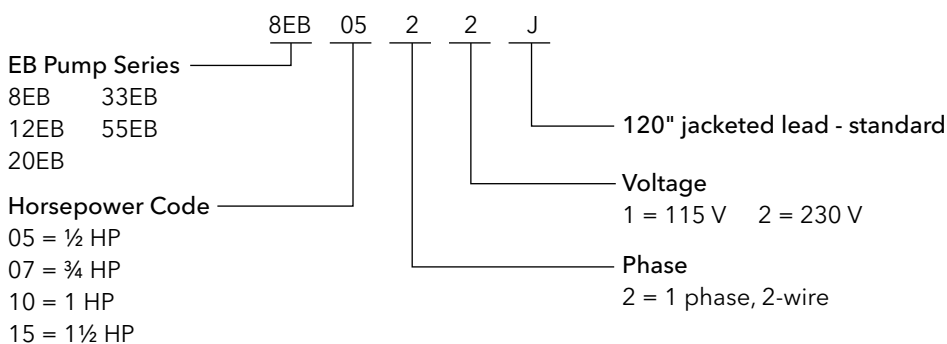 8EB 05 2 2 J
EB Pump Series
8EB 33EB
12EB 55EB
20EB
Horsepower Code
05 = ½ HP
07 = ¾ HP
10 = 1 HP
15 = 1½ HP
120" jacketed lead - standard
Voltage
1 = 115 V 2 = 230 V
Phase
2 = 1 phase, 2-wire